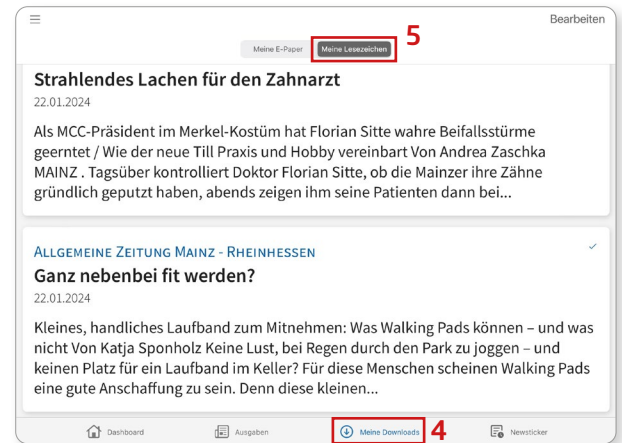 Bearbeiten
5
Meine E-Paper Meine Lesezeichen
Strahlendes Lachen für den Zahnarzt
22.01.2024
Als MCC-Präsident im Merkel-Kostüm hat Florian Sitte wahre Beifallsstürme
geerntet / Wie der neue Till Praxis und Hobby vereinbart Von Andrea Zaschka
MAINZ . Tagsüber kontrolliert Doktor Florian Sitte, ob die Mainzer ihre Zähne
gründlich geputzt haben, abends zeigen ihm seine Patienten dann bei...
ALLGEMEINE ZEITUNG MAINZ - RHEINHESSEN
Ganz nebenbei fit werden?
22.01.2024
Kleines, handliches Laufband zum Mitnehmen: Was Walking Pads können – und was
nicht Von Katja Sponholz Keine Lust, bei Regen durch den Park zu joggen – und
keinen Platz für ein Laufband im Keller? Für diese Menschen scheinen Walking Pads
eine gute Anschaffung zu sein. Denn diese kleinen...
Dashboard Ausgaben Meine Downloads 4 Newsticker